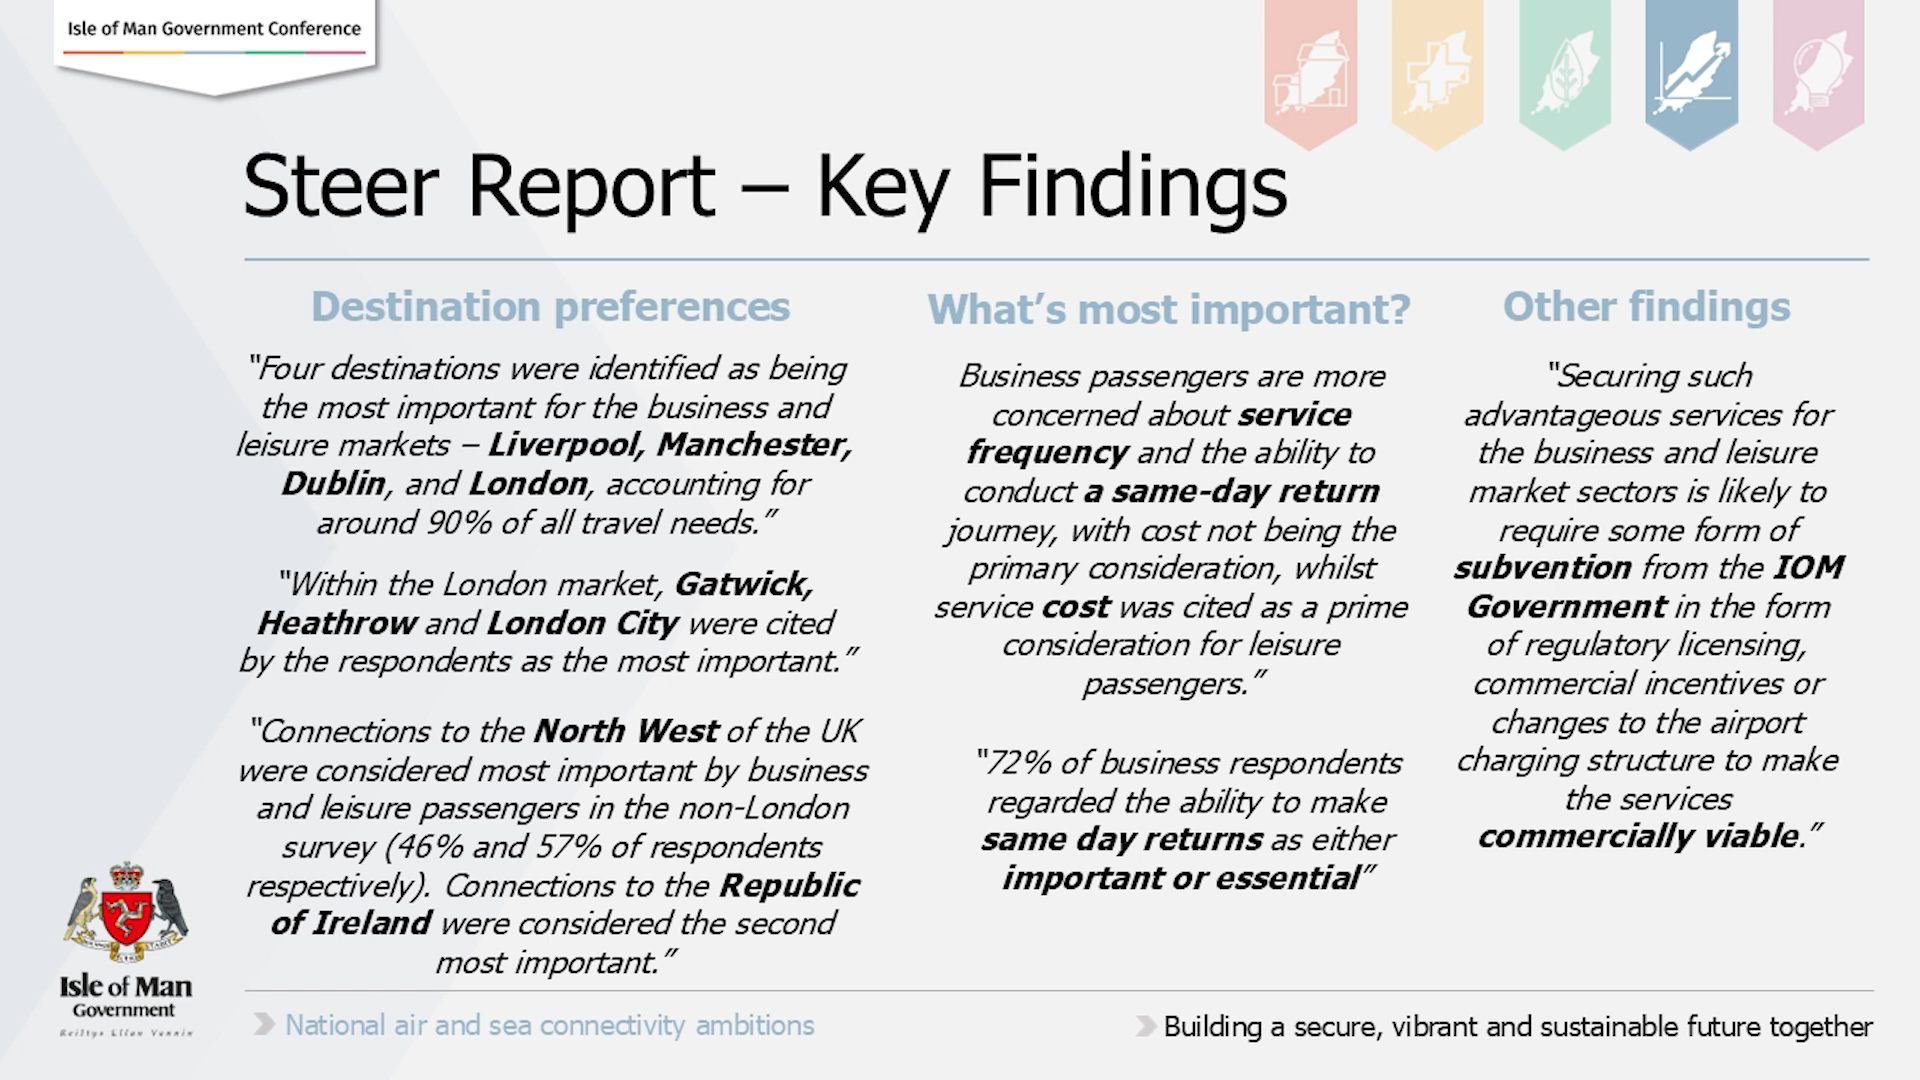 Isle of Man Government Conference
Steer Report – Key Findings
Destination preferences
“Four destinations were identified as being
the most important for the business and
leisure markets – Liverpool, Manchester,
Dublin, and London, accounting for
around 90% of all travel needs.”
“Within the London market, Gatwick,
Heathrow and London City were cited
by the respondents as the most important.”
“Connections to the North West of the UK
were considered most important by business
and leisure passengers in the non-London
survey (46% and 57% of respondents
respectively). Connections to the Republic
of Ireland were considered the second
most important.”
What’s most important?
Business passengers are more
concerned about service
frequency and the ability to
conduct a same-day return
journey, with cost not being the
primary consideration, whilst
service cost was cited as a prime
consideration for leisure
passengers.”
“72% of business respondents
regarded the ability to make
same day returns as either
important or essential”
Other findings
“Securing such
advantageous services for
the business and leisure
market sectors is likely to
require some form of
subvention from the IOM
Government in the form
of regulatory licensing,
commercial incentives or
changes to the airport
charging structure to make
the services
commercially viable.”
Isle of Man
Government
Reiltys Ellan Vannin
National air and sea connectivity ambitions
Building a secure, vibrant and sustainable future together